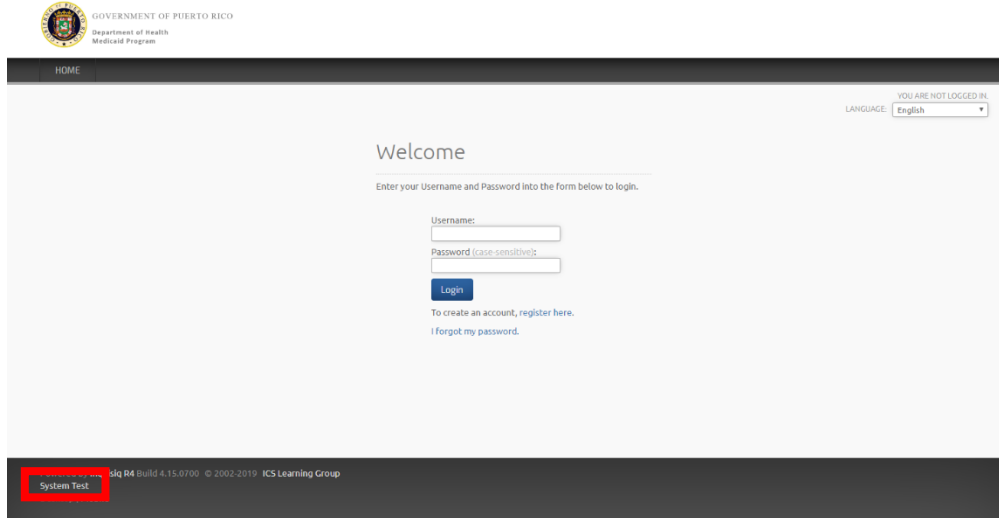 GOVERNMENT OF PUERTO RICO
Department of Health
Medicaid Program
HOME
YOU ARE NOT LOGGED IN.
LANGUAGE: English
Welcome
Enter your Username and Password into the form below to login.
Username:
Password (case-sensitive):
Login
To create an account, register here.
I forgot my password.
R4 Build 4.15.0700 © 2002-2019 ICS Learning Group
System Test